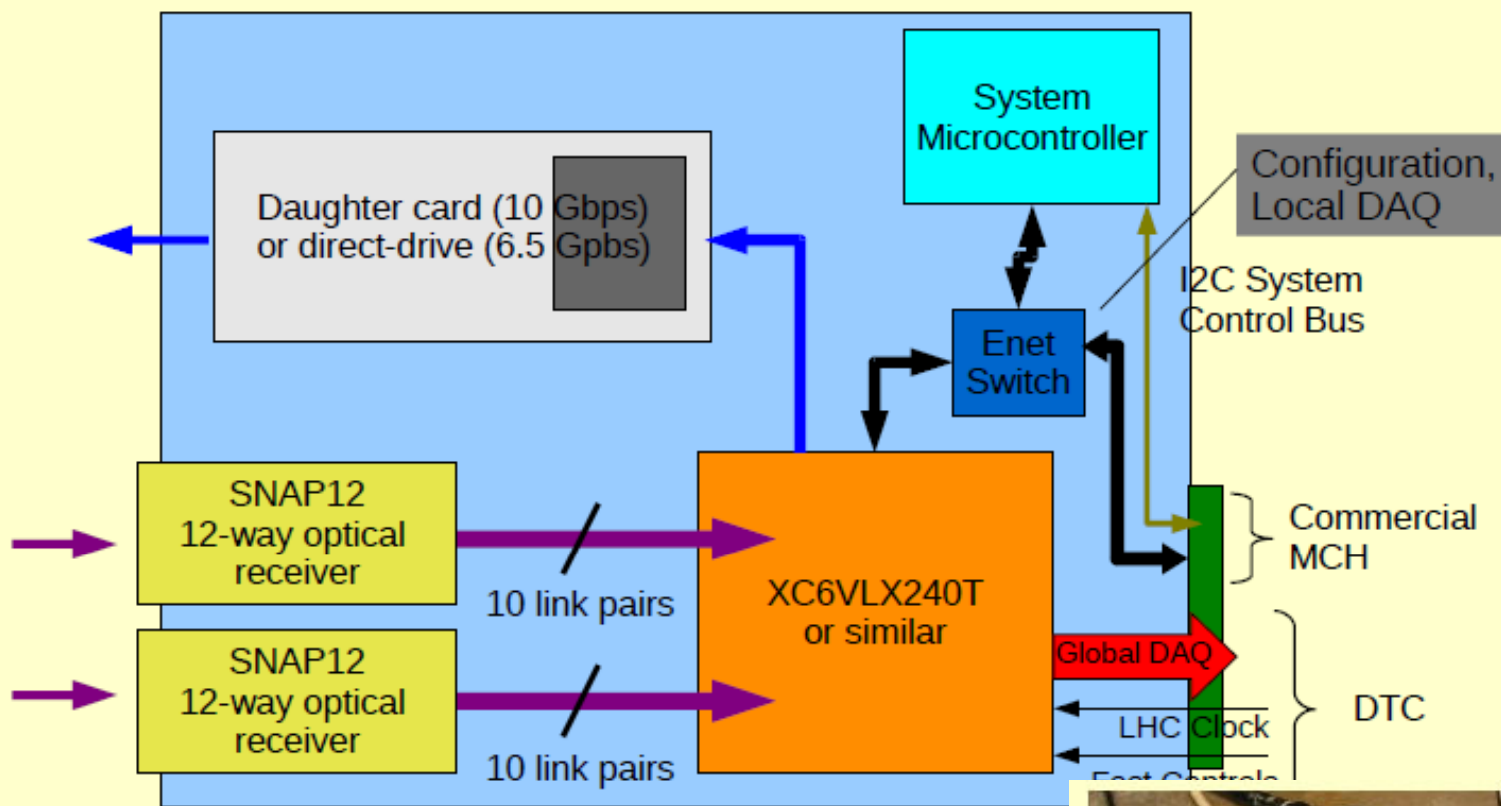 System
Microcontroller
Configuration,
Local DAQ
Daughter card (10 Gbps)
or direct-drive (6.5 Gpbs)
I2C System
Control Bus
Enet
Switch
SNAP12
12-way optical
receiver
10 link pairs
XC6VLX240T
or similar
Commercial
MCH
Global DAQ
SNAP12
12-way optical
receiver
10 link pairs
LHC Clock
DTC
Fast Controls